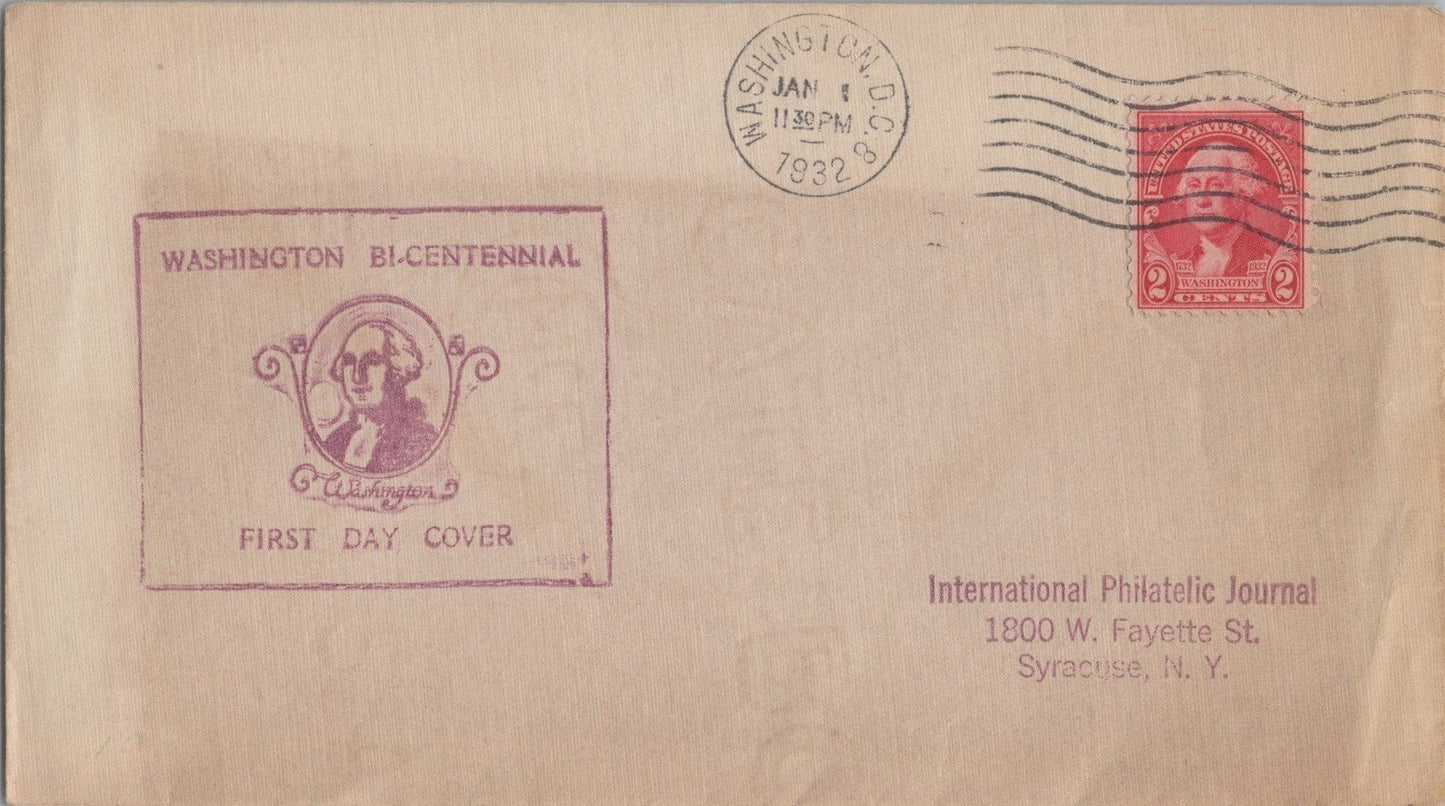 WASHINGTON, D.C. 8
JAN 1
11 30 PM
1932
UNITED STATES POSTAGE
1732 1932
WASHINGTON
2 CENTS 2
WASHINGTON BI-CENTENNIAL
Washington
FIRST DAY COVER
International Philatelic Journal
1800 W. Fayette St.
Syracuse, N. Y.